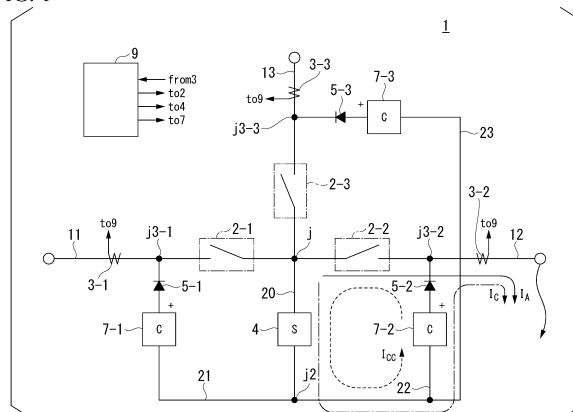 1
9
from3
to2
to4
to7
13
3-3
to9
5-3
7-3
+
C
j3-3
23
2-3
3-2
to9
j3-1
2-1
j
2-2
j3-2
to9
11
12
3-1
20
5-1
5-2
IC
IA
+
7-1
C
4
S
7-2
+
C
ICC
21
j2
22